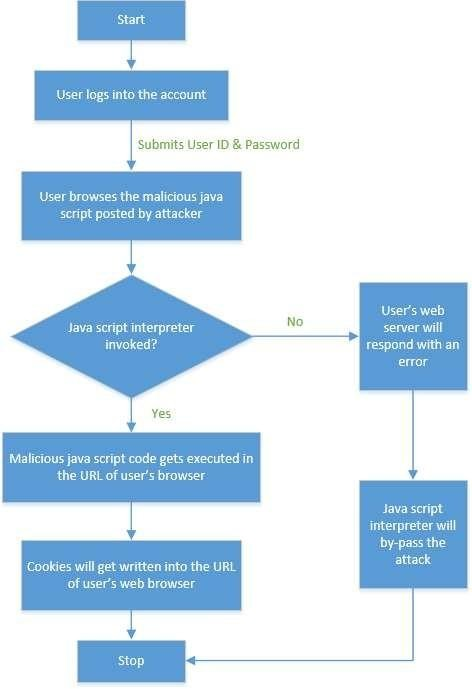 Start
User logs into the account
Submits User ID & Password
User browses the malicious java
script posted by attacker
Java script interpreter
invoked?
No
User's web
server will
respond with an
error
Yes
Malicious java script code gets executed in
the URL of user's browser
Java script
interpreter will
by-pass the
attack
Cookies will get written into the URL
of user's web browser
Stop